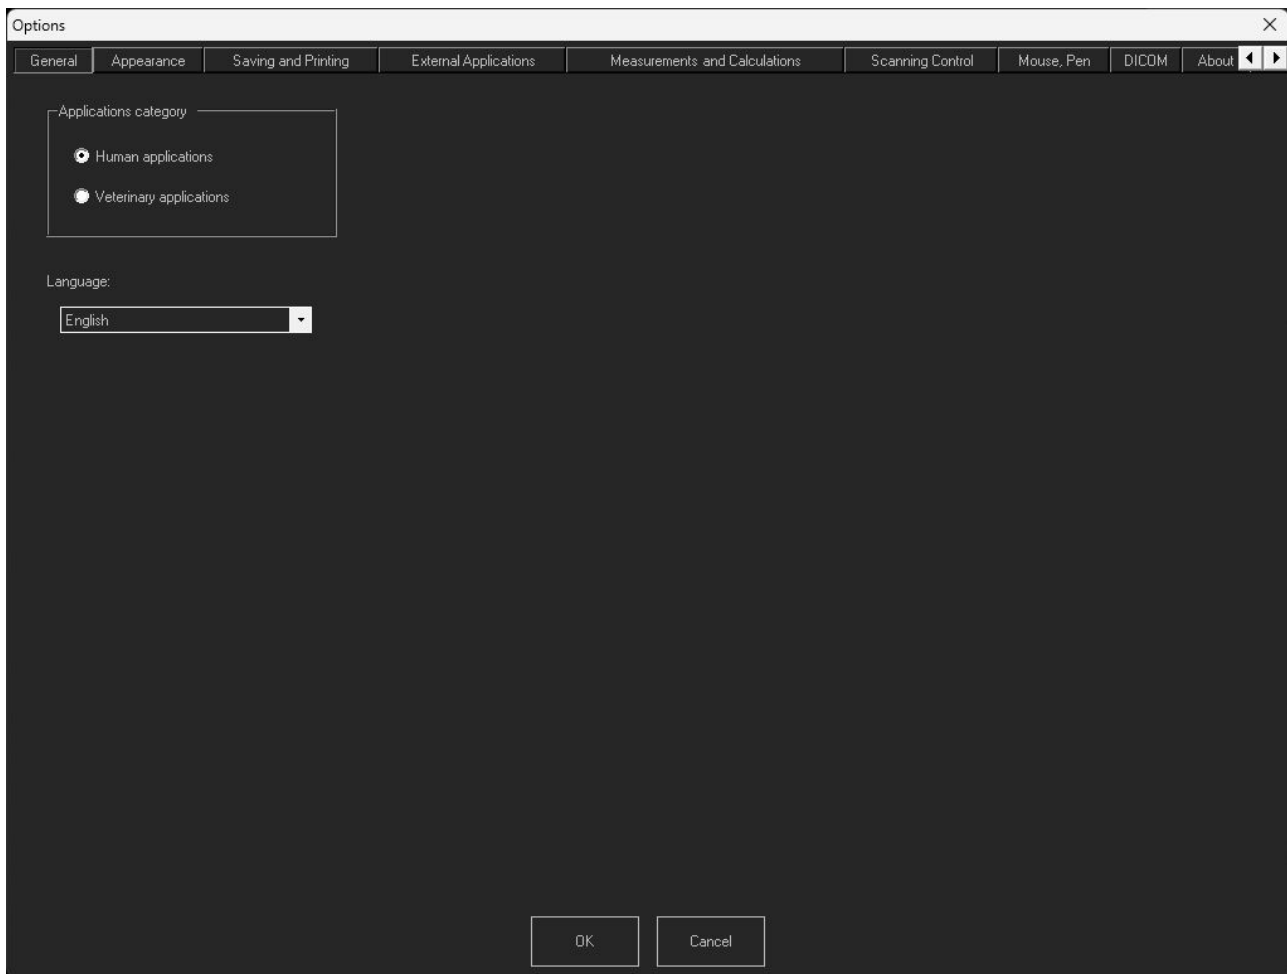 Options
General Appearance Saving and Printing External Applications Measurements and Calculations Scanning Control Mouse, Pen DICOM About
Applications category
Human applications
Veterinary applications
Language:
English
OK Cancel